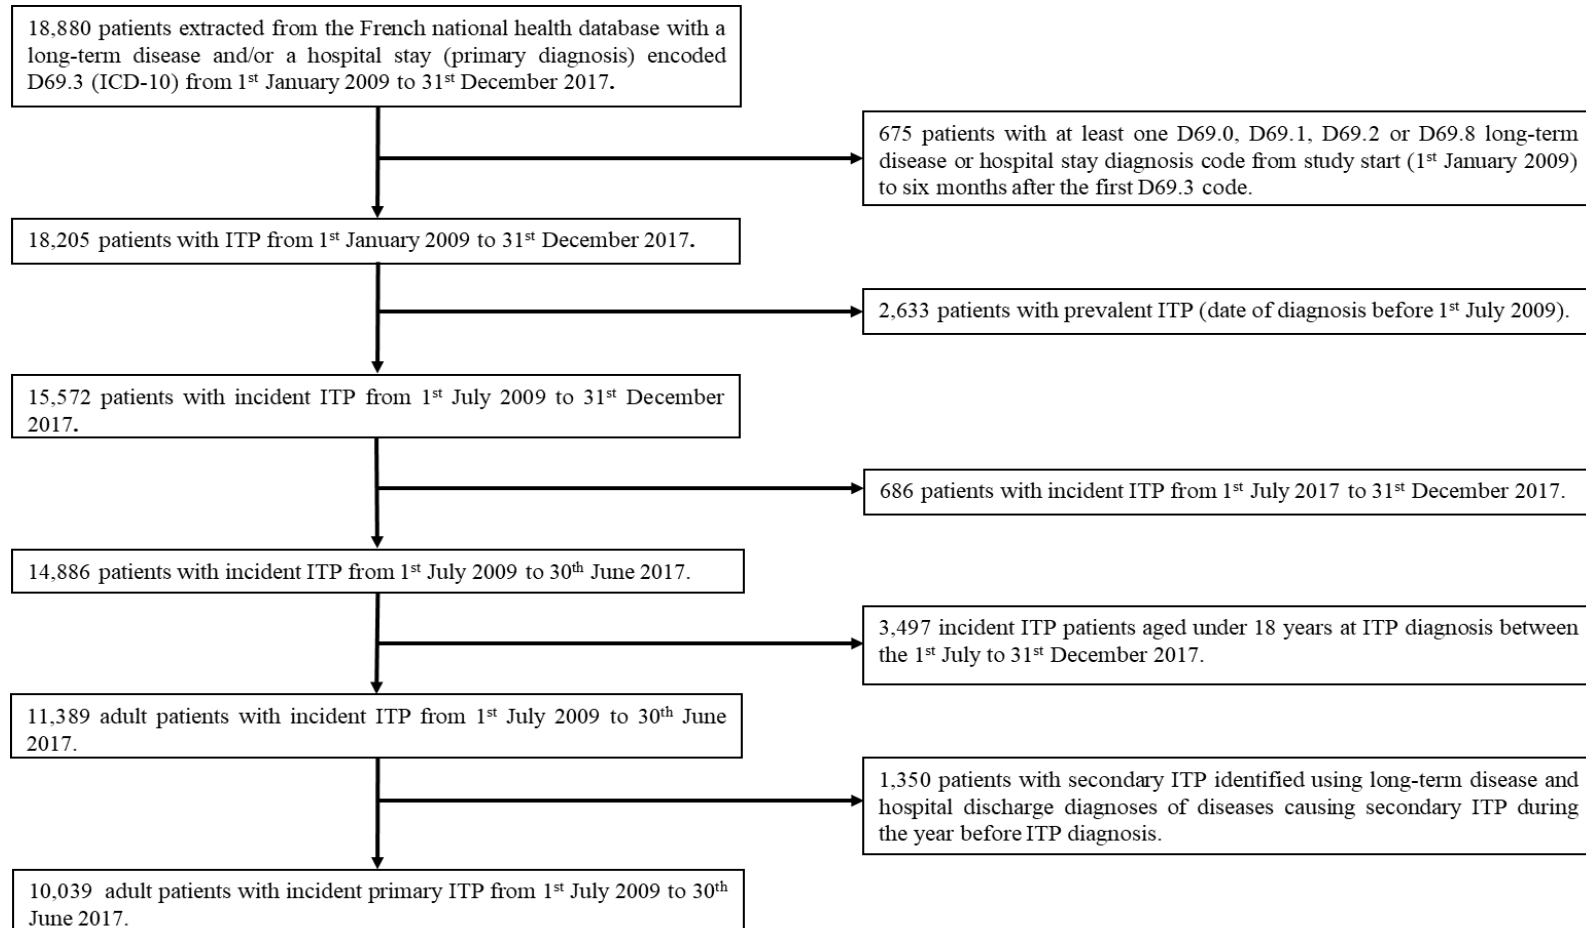 18,880 patients extracted from the French national health database with a
long-term disease and/or a hospital stay (primary diagnosis) encoded
D69.3 (ICD-10) from 1st January 2009 to 31st December 2017.
675 patients with at least one D69.0, D69.1, D69.2 or D69.8 long-term
disease or hospital stay diagnosis code from study start (1st January 2009)
to six months after the first D69.3 code.
18,205 patients with ITP from 1st January 2009 to 31st December 2017.
2,633 patients with prevalent ITP (date of diagnosis before 1st July 2009).
15,572 patients with incident ITP from 1st July 2009 to 31st December
2017.
686 patients with incident ITP from 1st July 2017 to 31st December 2017.
14,886 patients with incident ITP from 1st July 2009 to 30th June 2017.
3,497 incident ITP patients aged under 18 years at ITP diagnosis between
the 1st July to 31st December 2017.
11,389 adult patients with incident ITP from 1st July 2009 to 30th June
2017.
1,350 patients with secondary ITP identified using long-term disease and
hospital discharge diagnoses of diseases causing secondary ITP during
the year before ITP diagnosis.
10,039 adult patients with incident primary ITP from 1st July 2009 to 30th
June 2017.